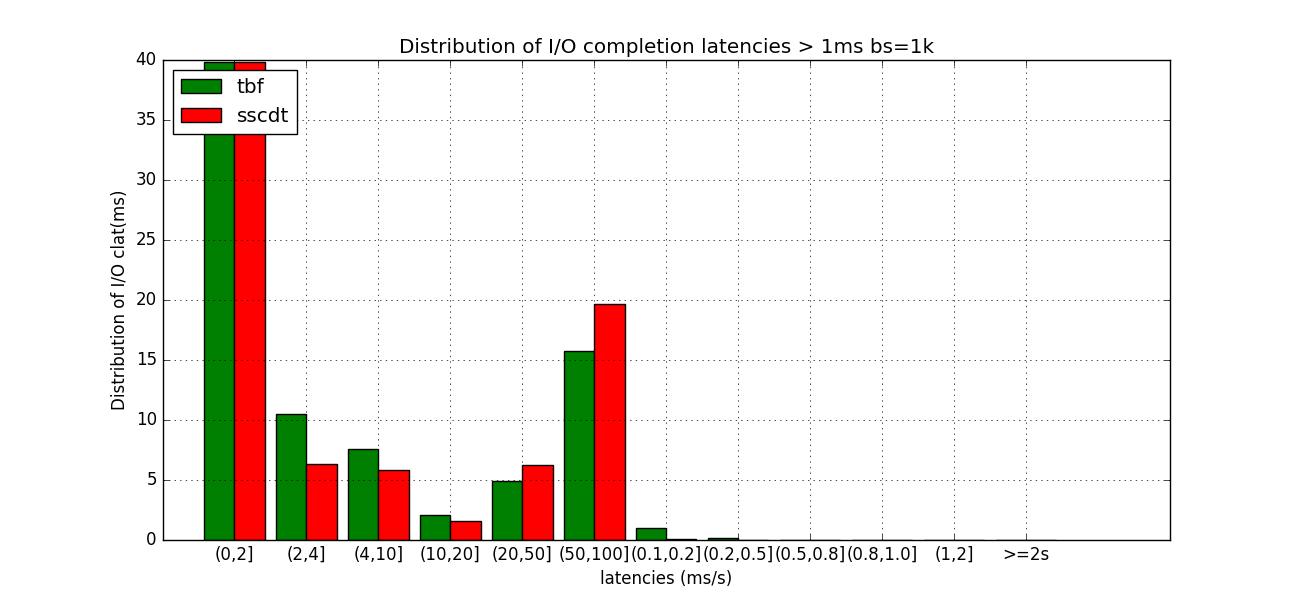 Distribution of I/O completion latencies > 1ms bs=1k
40
35
30
25
20
15
10
5
0
tbf
sscdt
Distribution of I/O clat(ms)
(0,2] (2,4] (4,10] (10,20] (20,50] (50,100] (0.1,0.2] (0.2,0.5] (0.5,0.8] (0.8,1.0] (1,2] >=2s
latencies (ms/s)